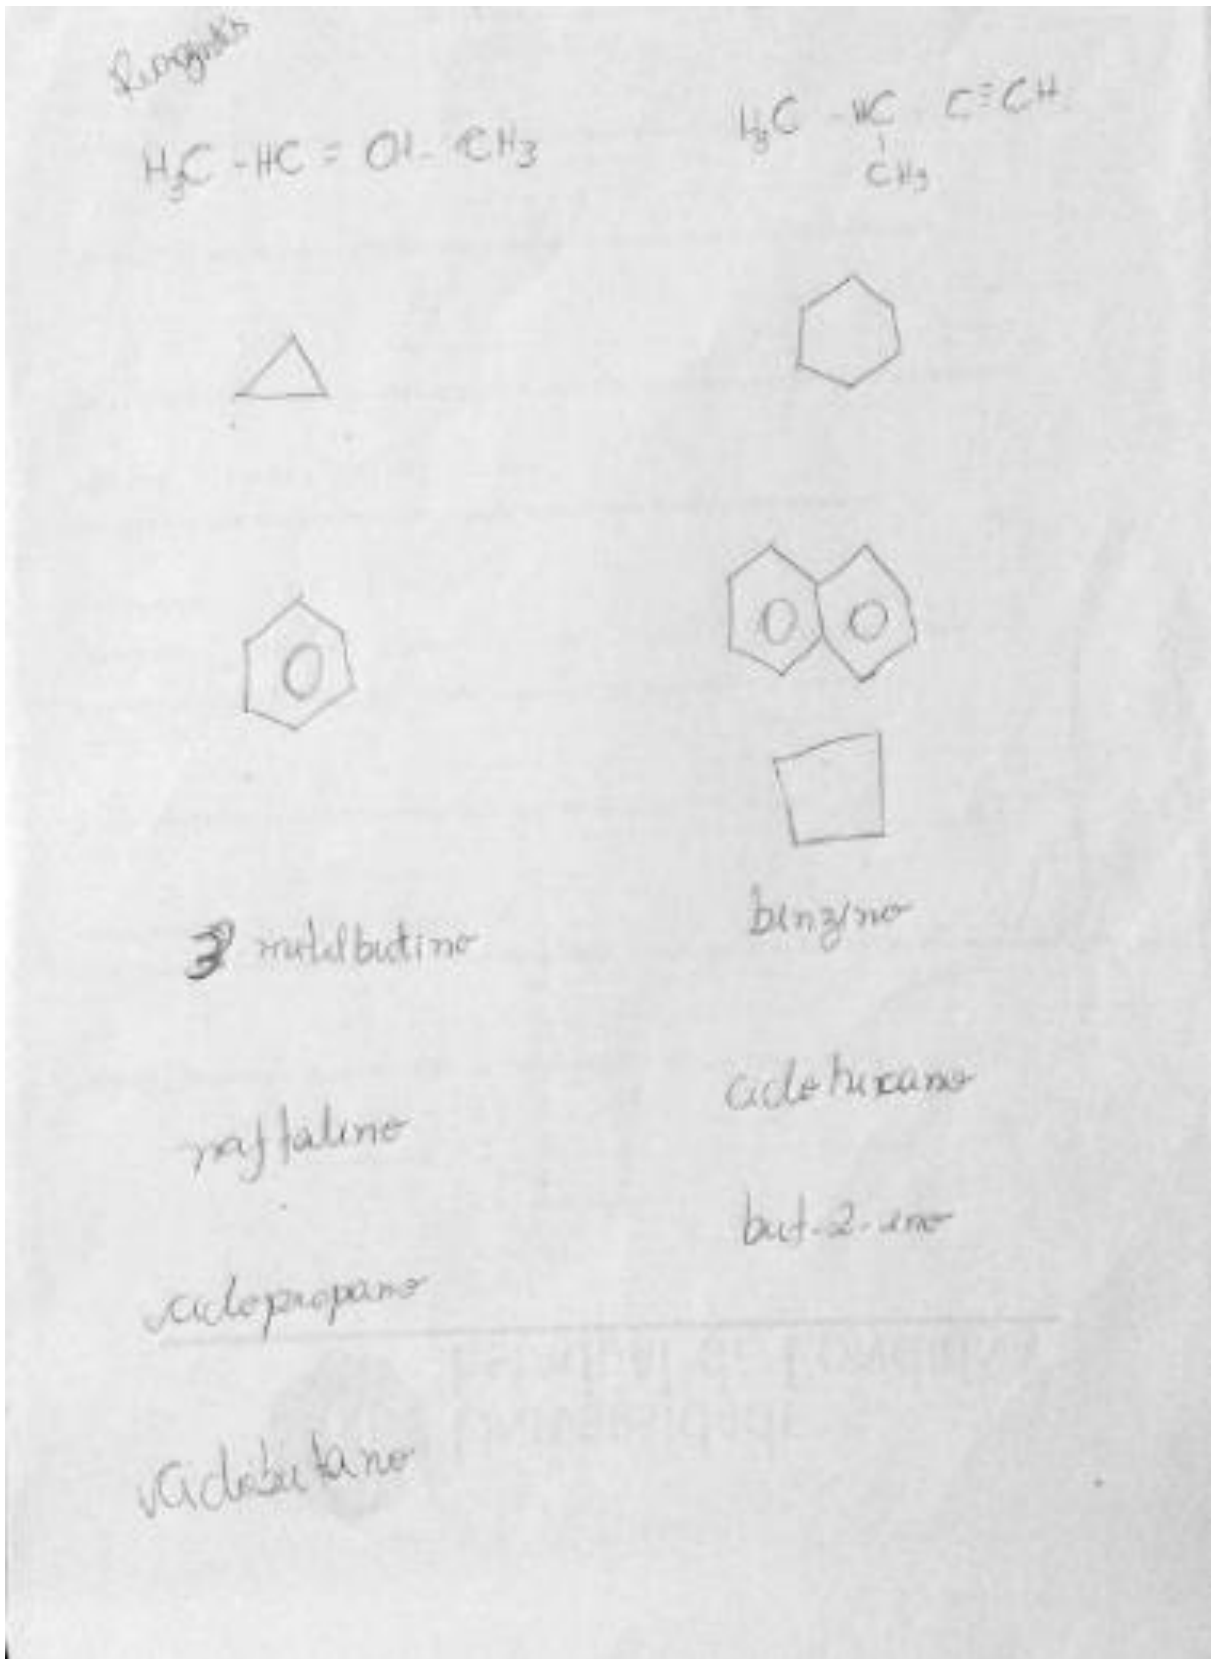 H₃C - HC = CH - CH3
H₃C - HC C≡CH
CH3
3 metilbutino
benzeno
ciclohexano
naftaleno
but-2-eno
ciclopropano
ciclobutano